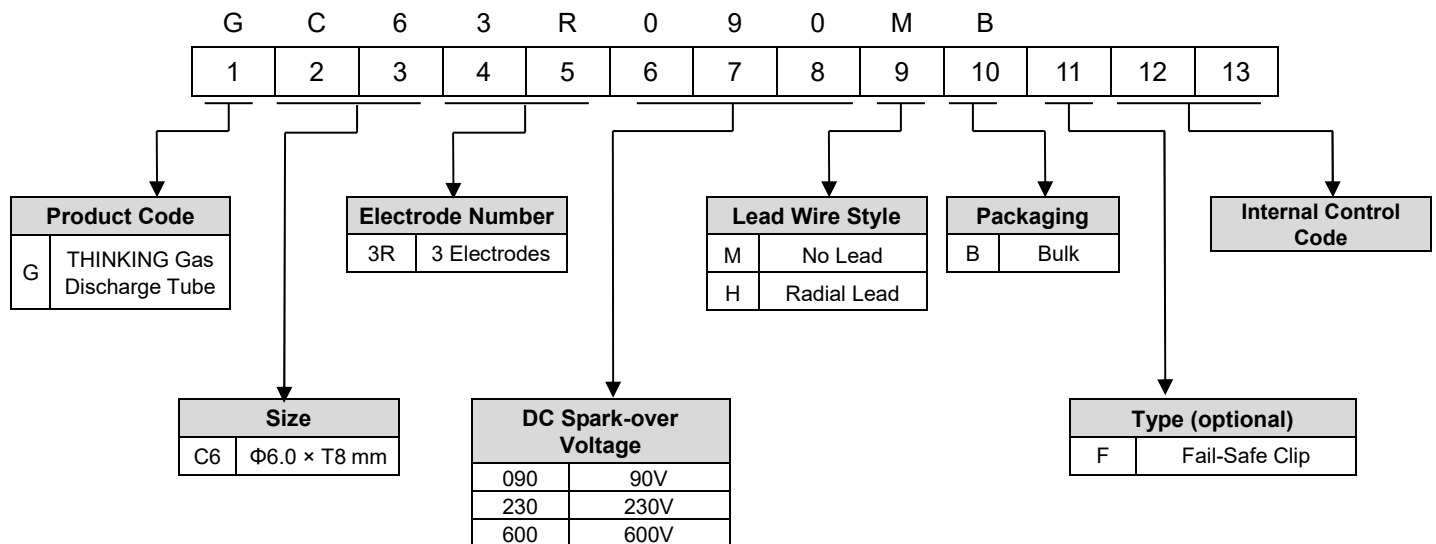 G C 6 3 R 0 9 0 M B
1 2 3 4 5 6 7 8 9 10 11 12 13
Product Code
G THINKING Gas
Discharge Tube
Electrode Number
3R 3 Electrodes
Lead Wire Style
M No Lead
H Radial Lead
Packaging
B Bulk
Internal Control
Code
Size
C6 Φ6.0 × T8 mm
DC Spark-over
Voltage
090 90V
230 230V
600 600V
Type (optional)
F Fail-Safe Clip